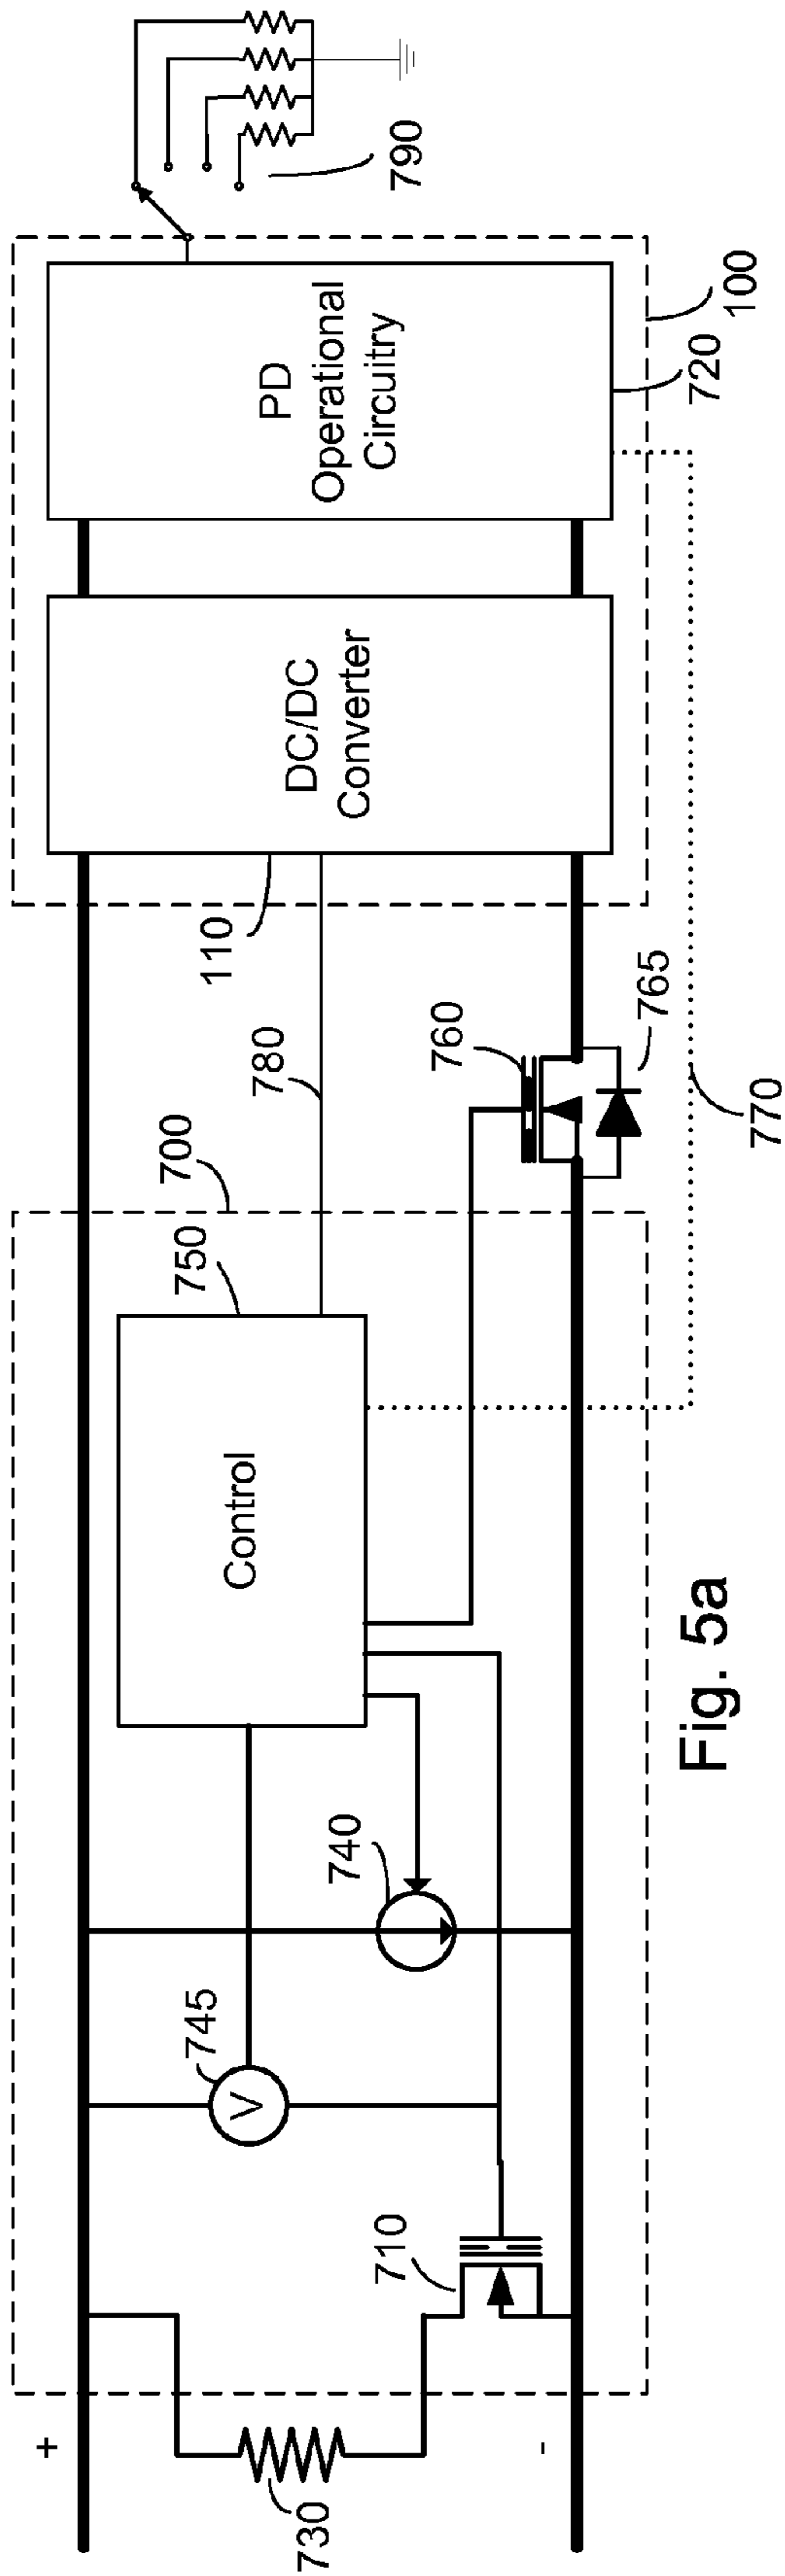 790
PD
Operational
Circuitry
100
720
DC/DC
Converter
110
780
760
765
770
700
750
Control
740
745
V
710
730
+
-
Fig. 5a